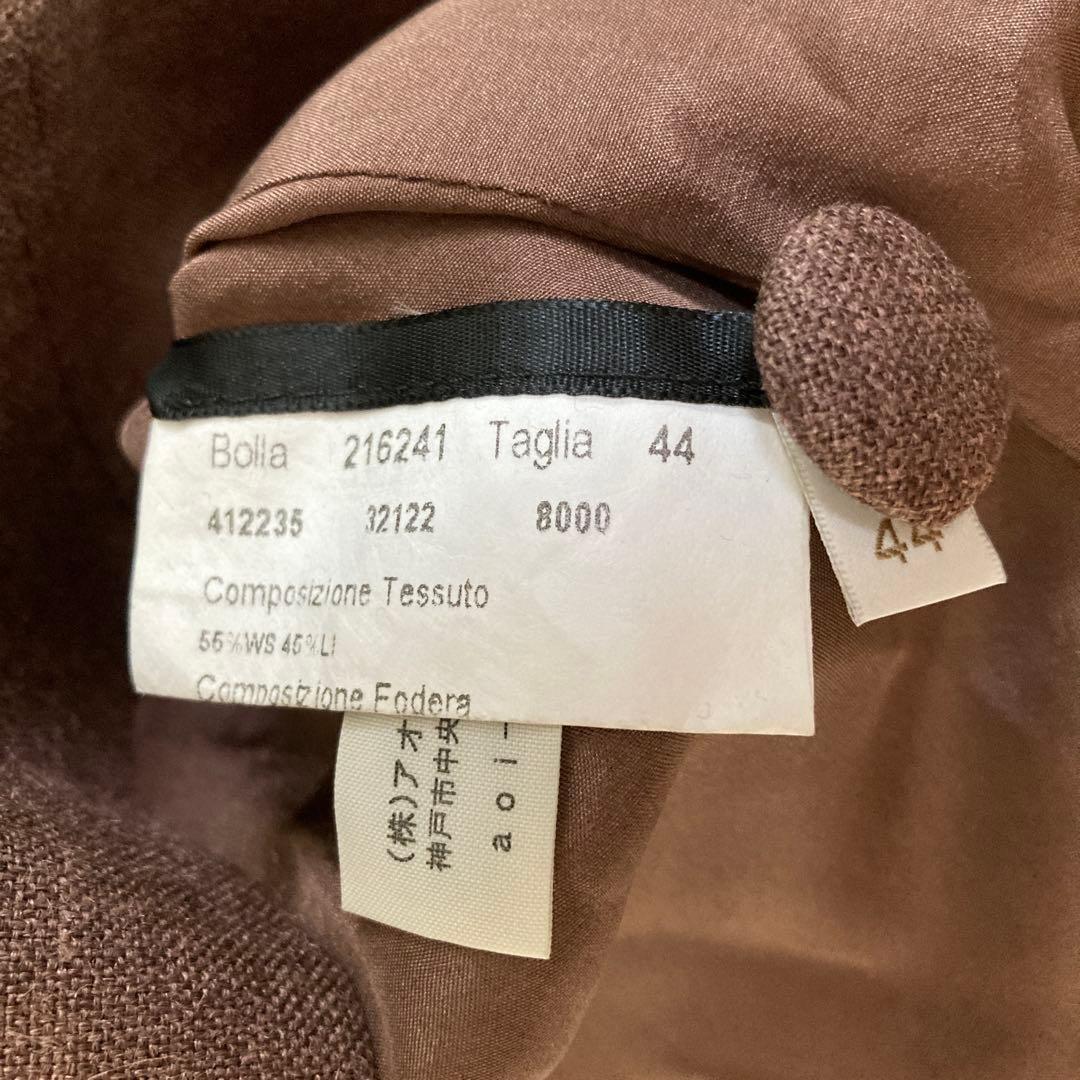 Bolla 216241 Taglia 44
412235 32122 8000
Composizione Tessuto
55%WS 45%LI
Composizione Fodera
44
(株)アオ
神戸市中央
aoi-